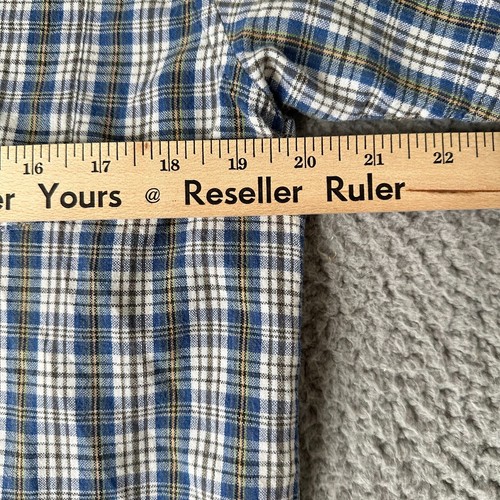 16 17 18 19 20 21 22
er Yours @ Reseller Ruler